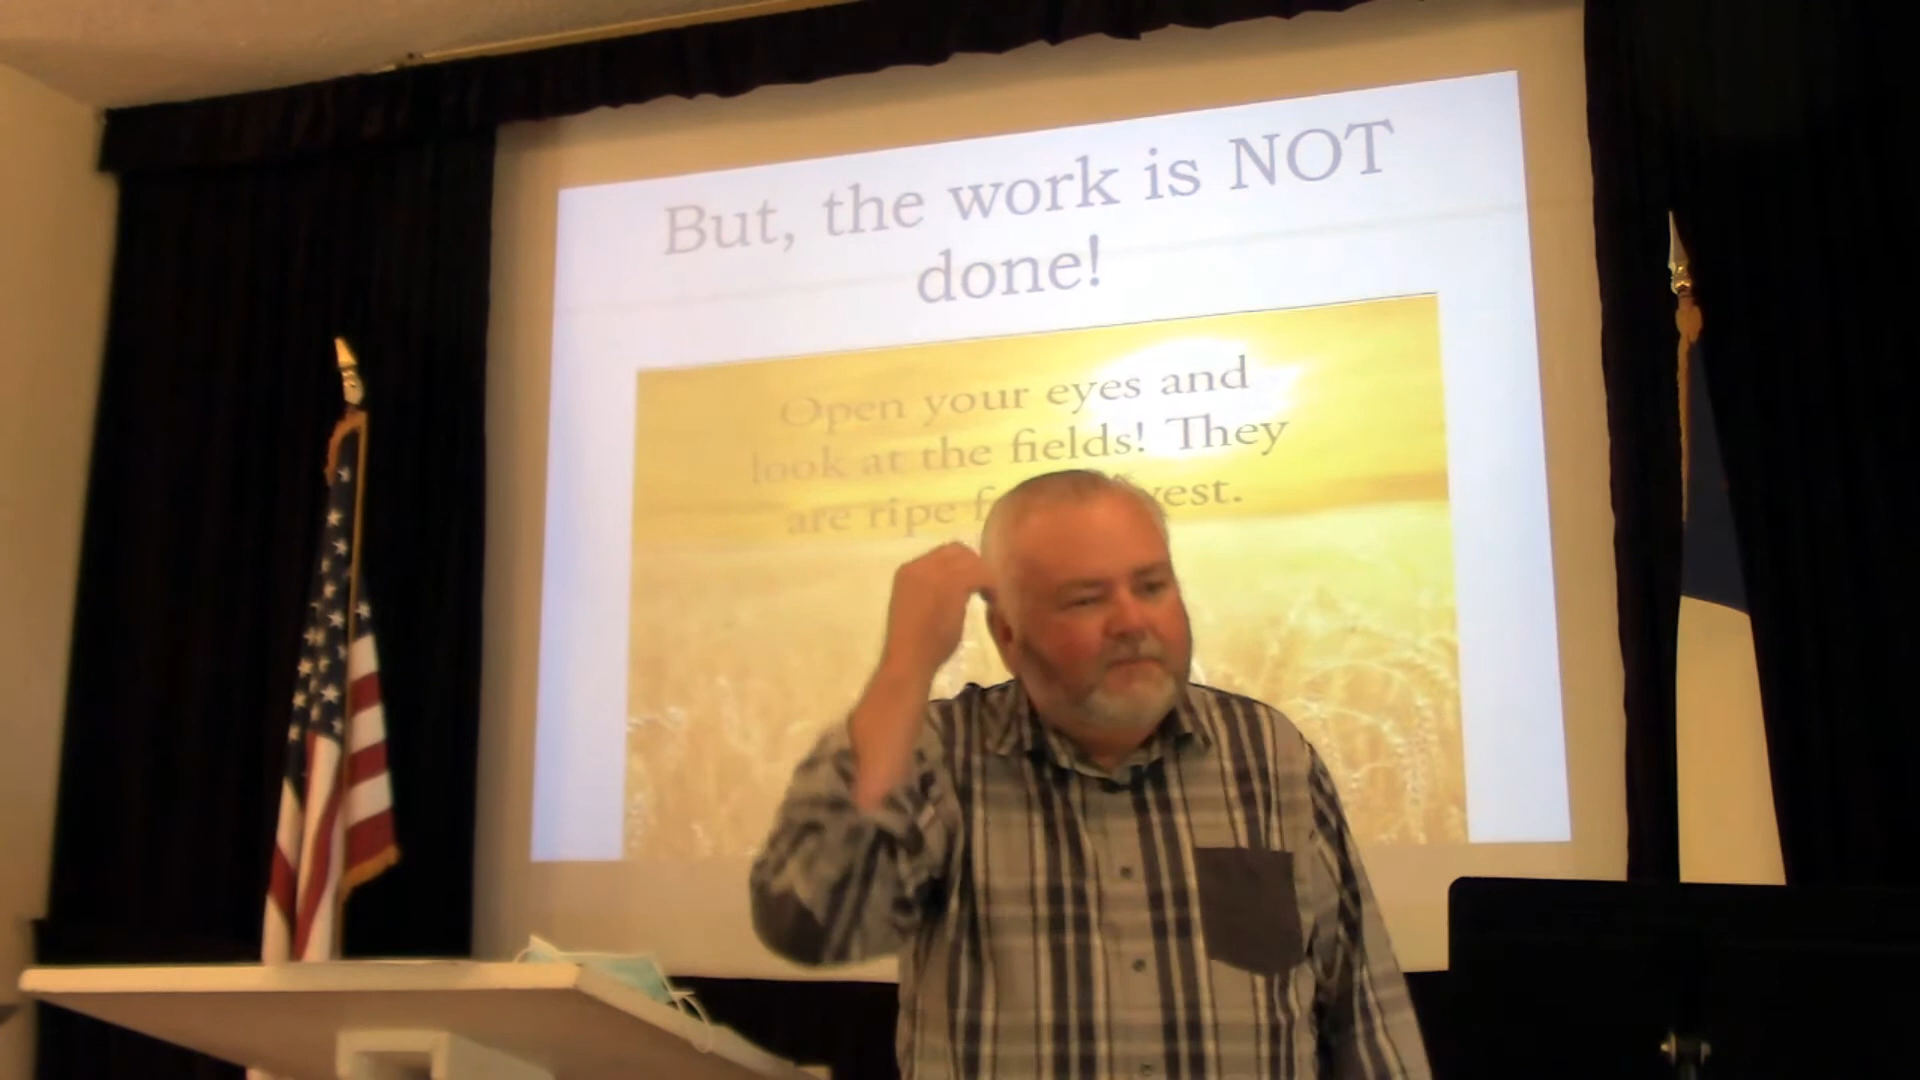 But, the work is NOT
done!
Open your eyes and
look at the fields! They
are ripe